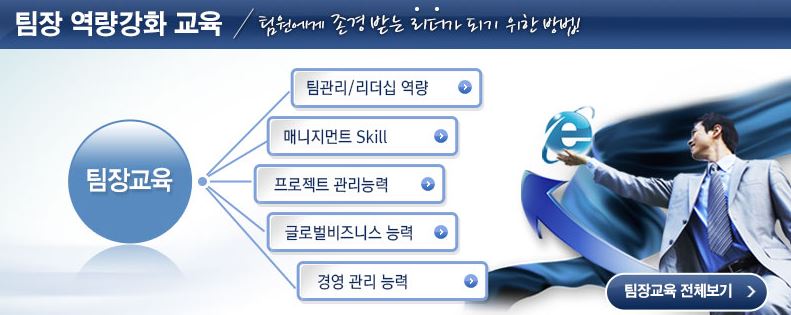 팀장 역량강화 교육 / 팀원에게 존경 받는 리더가 되기 위한 방법!
팀관리/리더십 역량
매니지먼트 Skill
팀장교육
프로젝트 관리능력
글로벌비즈니스 능력
경영 관리 능력
팀장교육 전체보기